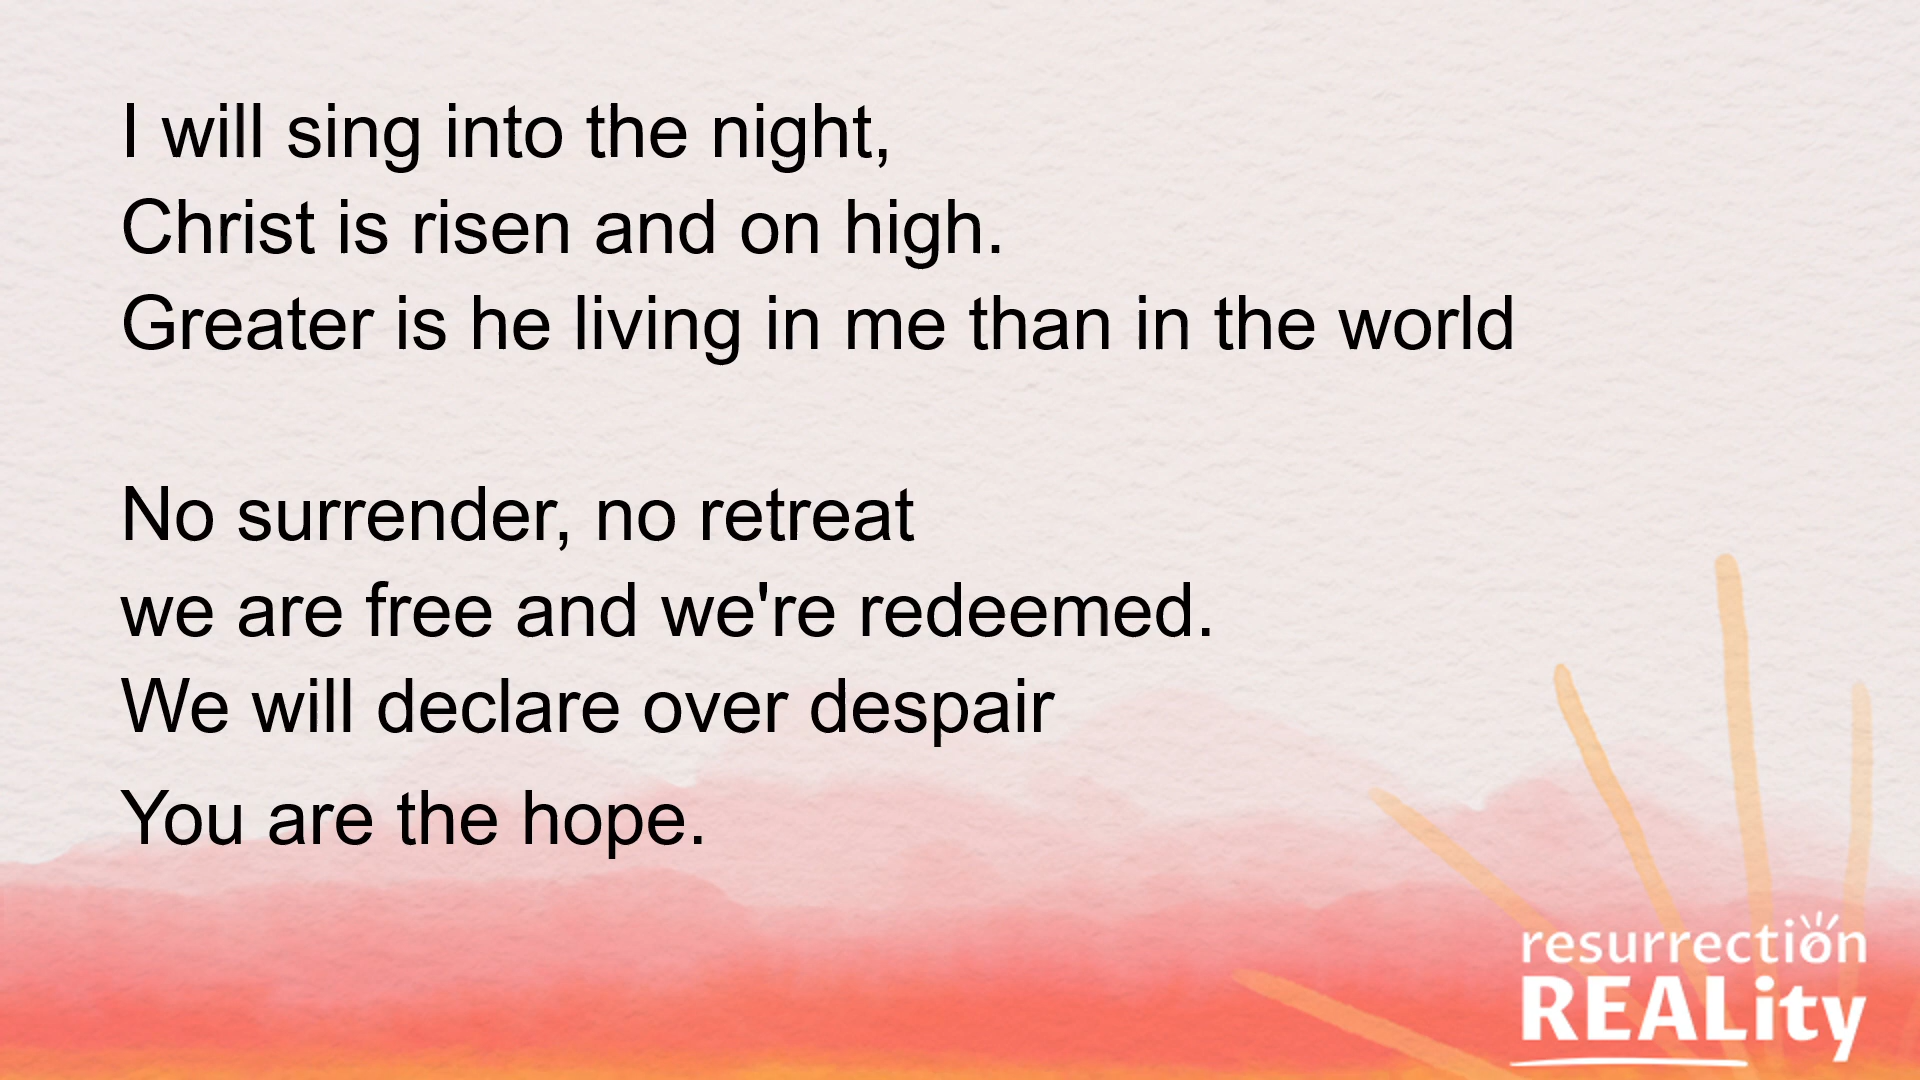 I will sing into the night,
Christ is risen and on high.
Greater is he living in me than in the world
No surrender, no retreat
we are free and we're redeemed.
We will declare over despair
You are the hope.
resurrection
REALity